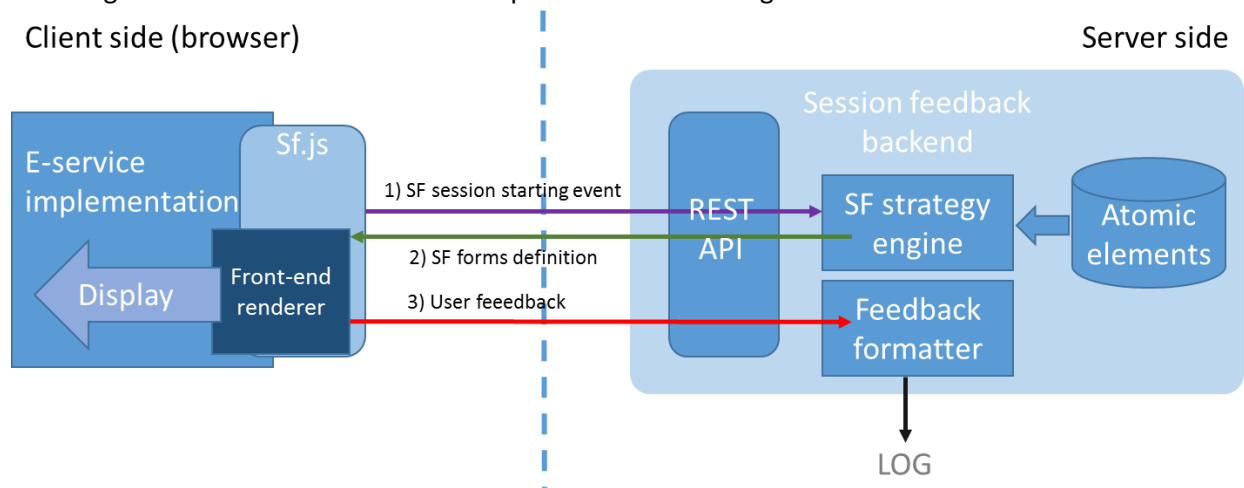 Client side (browser)
Server side
Session feedback
backend
Sf.js
E-service
implementation
1) SF session starting event
REST
API
SF strategy
engine
Atomic
elements
2) SF forms definition
Front-end
renderer
Display
3) User feeedback
Feedback
formatter
LOG